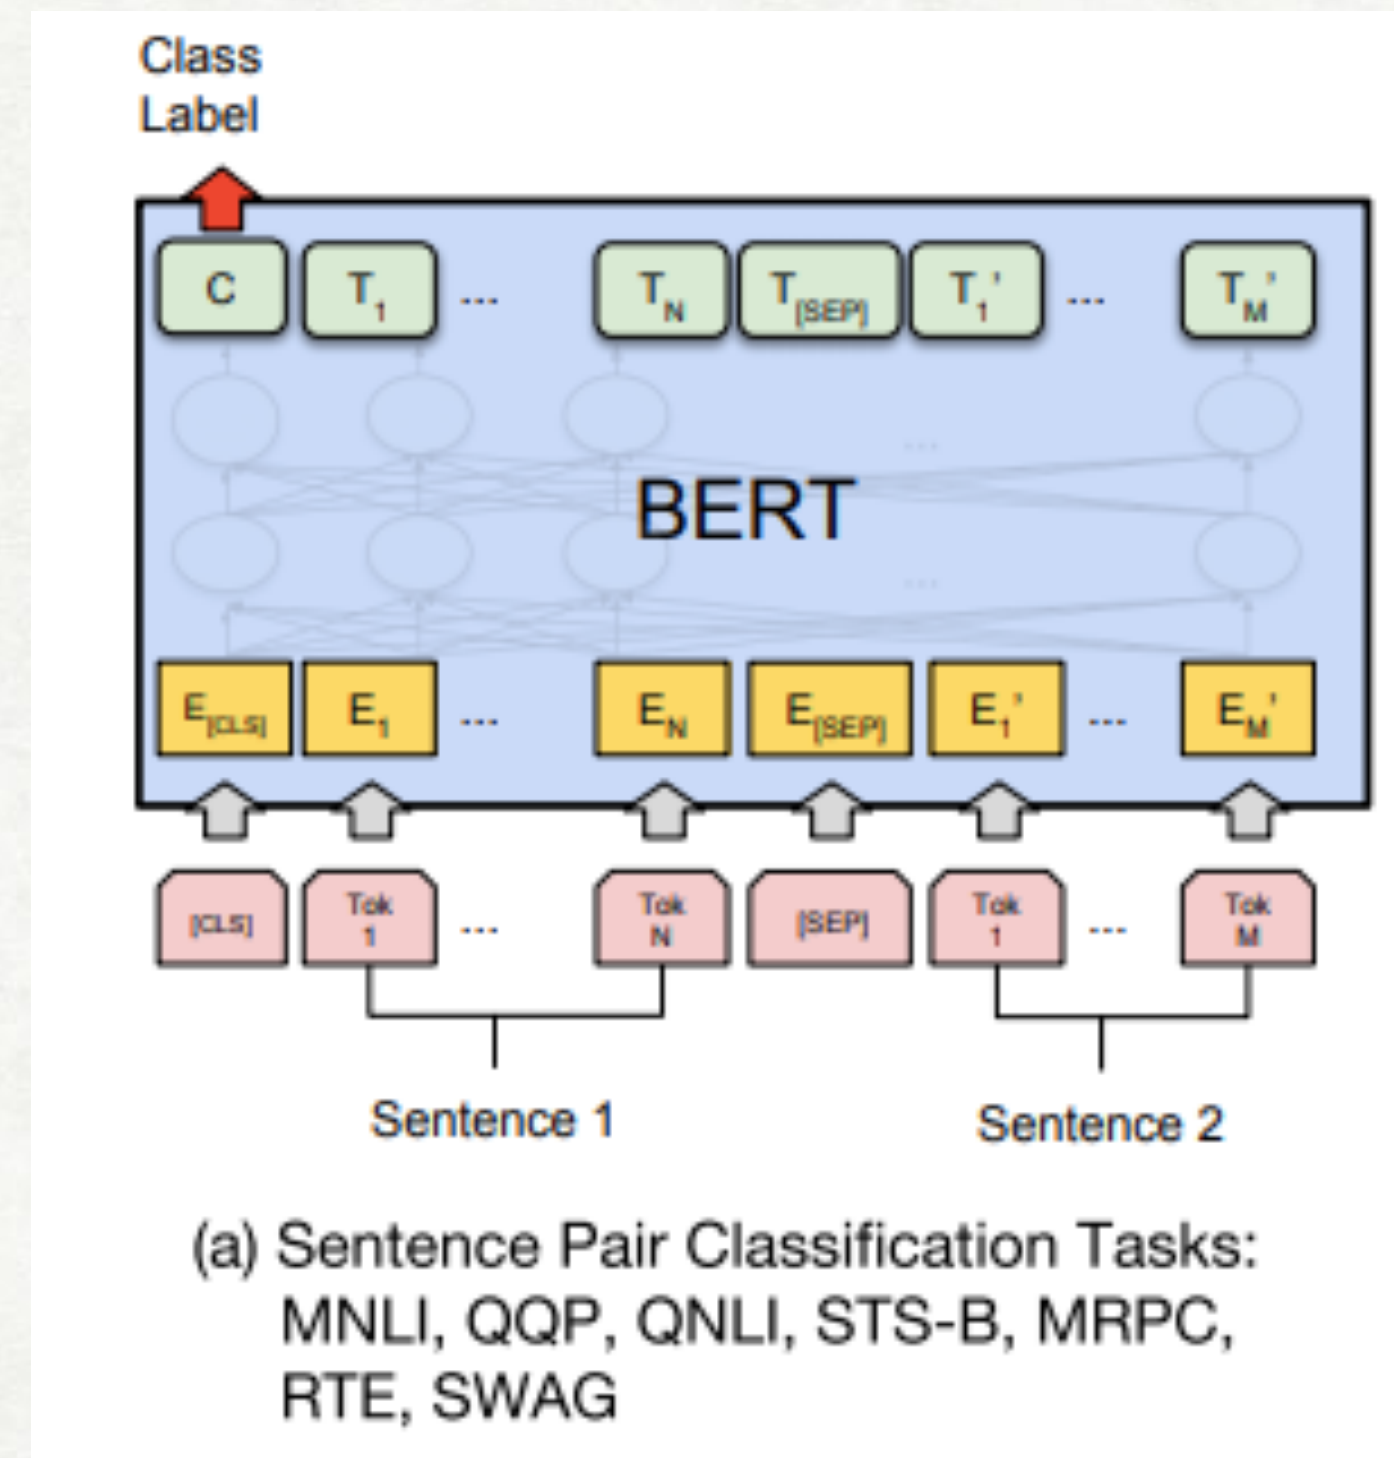 Class
Label
C T1 ... TN T[SEP] T1' ... TM'
...
BERT
...
E[CLS] E1 ... EN E[SEP] E1' ... EM'
[CLS] Tok 1 ... Tok N [SEP] Tok 1 ... Tok M
Sentence 1 Sentence 2
(a) Sentence Pair Classification Tasks:
MNLI, QQP, QNLI, STS-B, MRPC,
RTE, SWAG